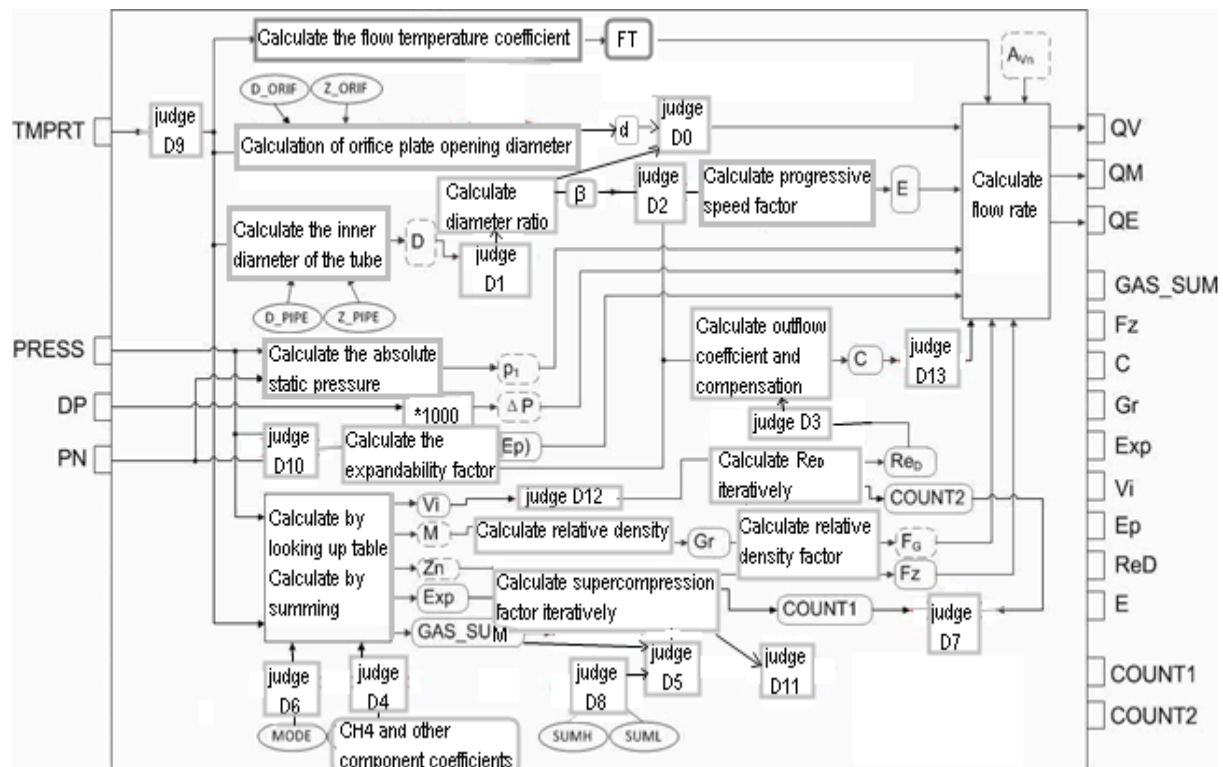 Calculate the flow temperature coefficient
FT
A_Vn
D_ORIF
Z_ORIF
TMPRT
judge
D9
Calculation of orifice plate opening diameter
d
judge
D0
QV
Calculate
diameter ratio
β
judge
D2
Calculate progressive
speed factor
E
Calculate
flow rate
QM
QE
Calculate the inner
diameter of the tube
D
judge
D1
D_PIPE
Z_PIPE
GAS_SUM
Fz
PRESS
Calculate the absolute
static pressure
p₁
Calculate outflow
coeffcient and
compensation
C
judge
D13
C
DP
*1000
ΔP
judge D3
Gr
PN
judge
D10
Calculate the
expandability factor
Ep)
Exp
Calculate Re_D
iteratively
Re_D
COUNT2
Vi
Calculate by
looking up table
Calculate by
summing
Vi
judge D12
M
Calculate relative density
Gr
Calculate relative
density factor
F_G
Ep
Zn
Exp
Calculate supercompression
factor iteratively
Fz
ReD
COUNT1
judge
D7
E
GAS_SUM
judge
D6
judge
D4
judge
D8
judge
D5
judge
D11
COUNT1
MODE
CH4 and other
component coefficients
SUMH
SUML
COUNT2